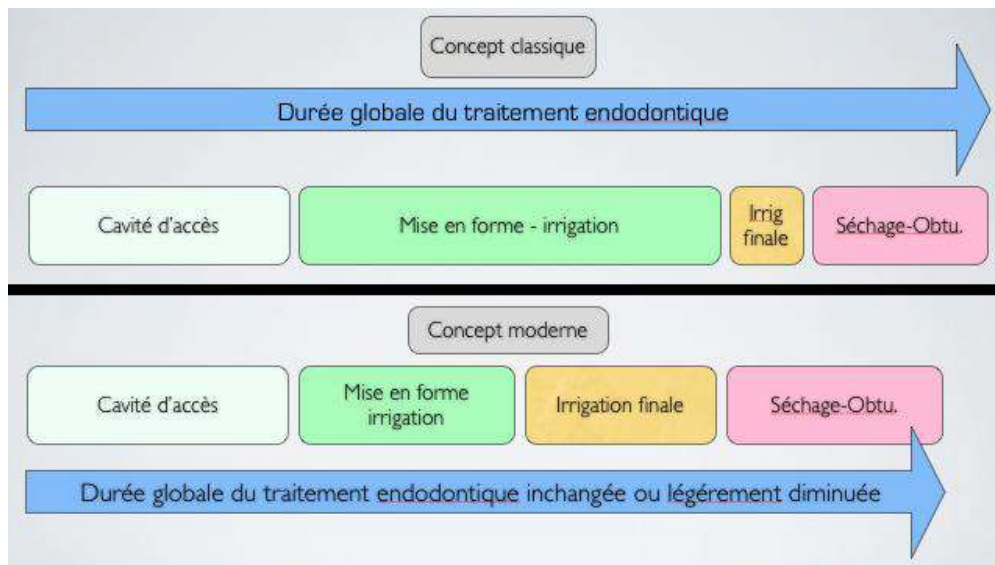 Concept classique
Durée globale du traitement endodontique
Cavité d'accès
Mise en forme - irrigation
Irrig
finale
Séchage-Obtu.
Concept moderne
Cavité d'accès
Mise en forme
irrigation
Irrigation finale
Séchage-Obtu.
Durée globale du traitement endodontique inchangée ou légérement diminuée